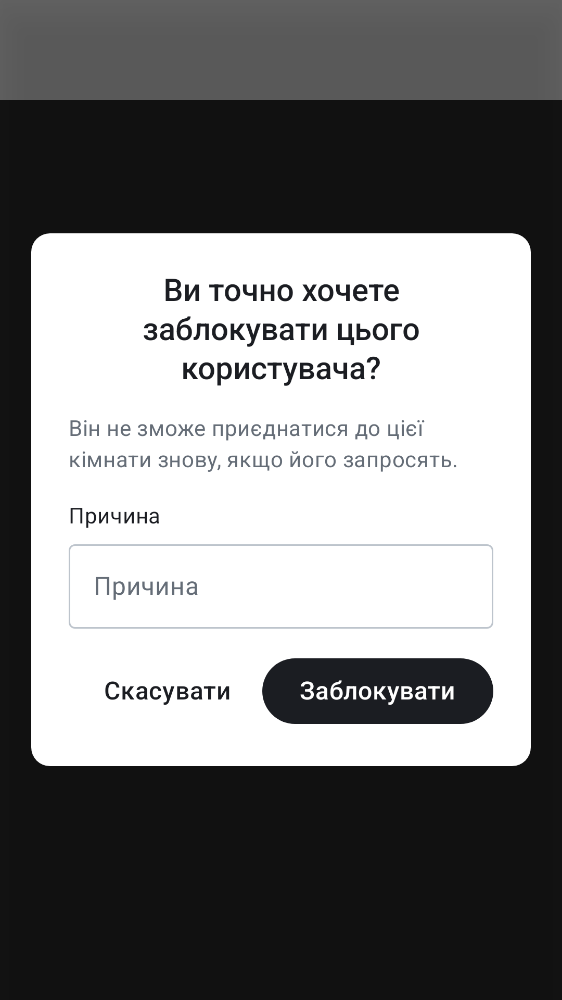 Ви точно хочете
заблокувати цього
користувача?
Він не зможе приєднатися до цієї
кімнати знову, якщо його запросять.
Причина
Причина
Скасувати
Заблокувати